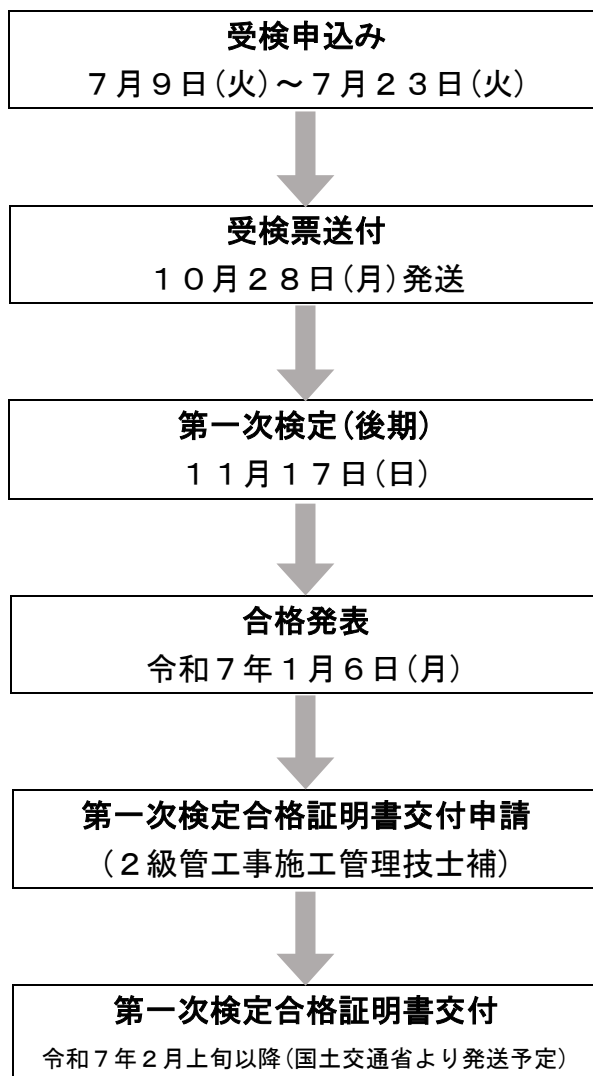 受検申込み
７月９日（火）～７月２３日（火）
受検票送付
１０月２８日（月）発送
第一次検定（後期）
１１月１７日（日）
合格発表
令和７年１月６日（月）
第一次検定合格証明書交付申請
（２級管工事施工管理技士補）
第一次検定合格証明書交付
令和７年２月上旬以降（国土交通省より発送予定）